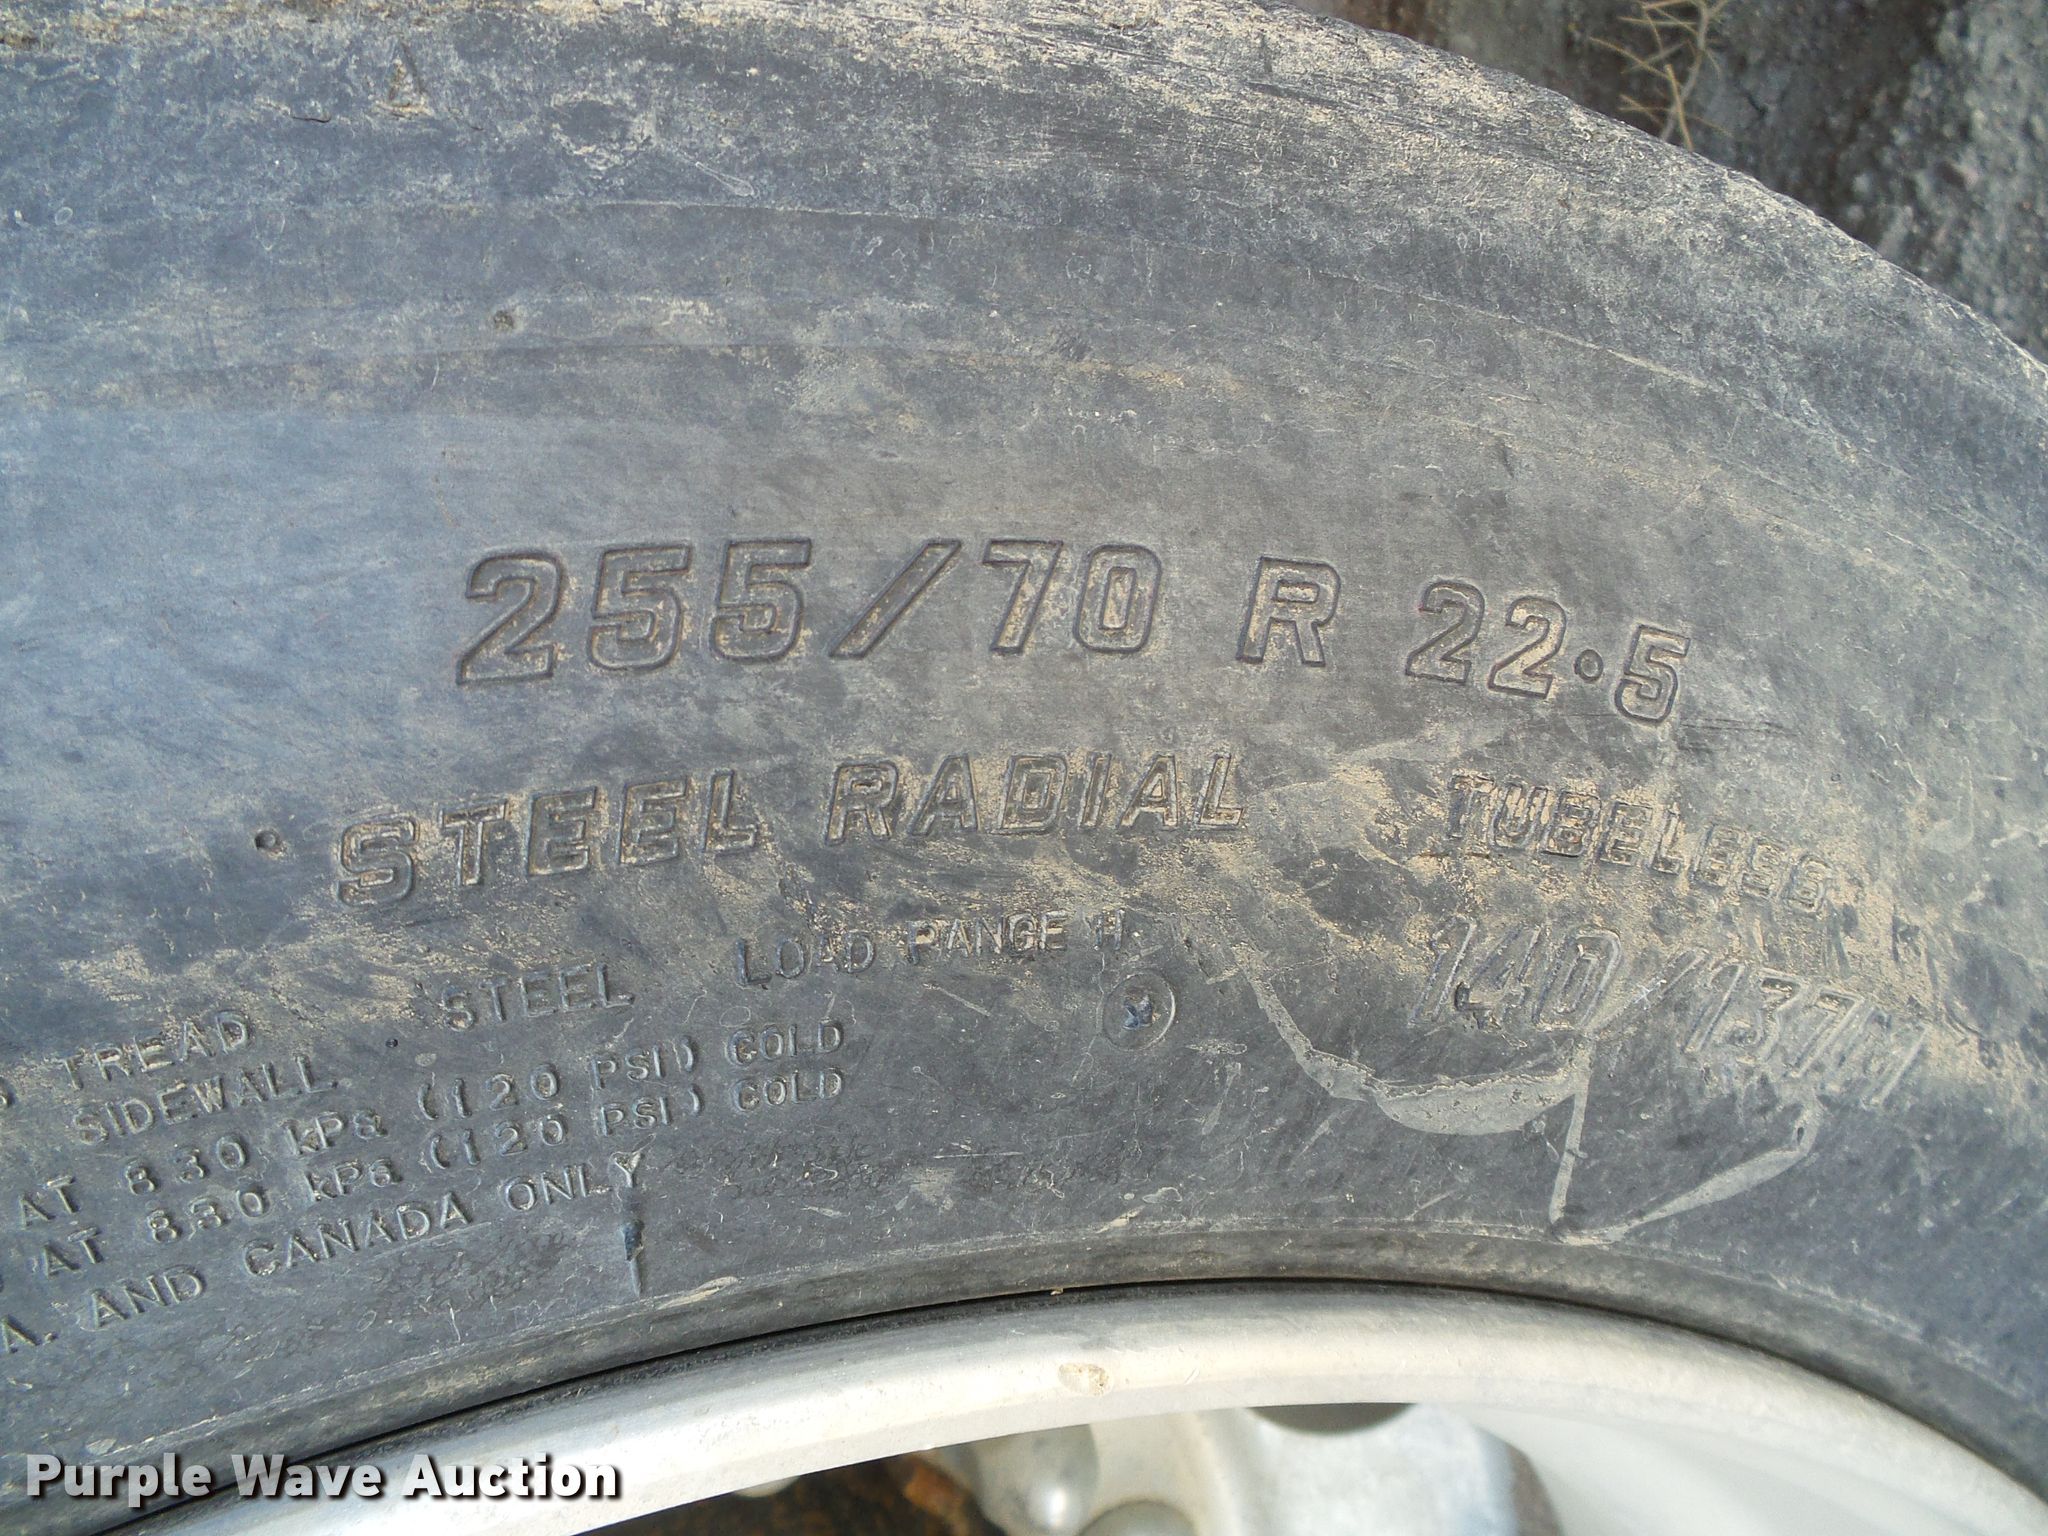 255/70 R 22.5
STEEL RADIAL TUBELESS
LOAD RANGE H
140/137M
TREAD STEEL
SIDEWALL
AT 830 kPa (120 PSI) COLD
AT 830 kPa (120 PSI) COLD
A. AND CANADA ONLY
Purple Wave Auction